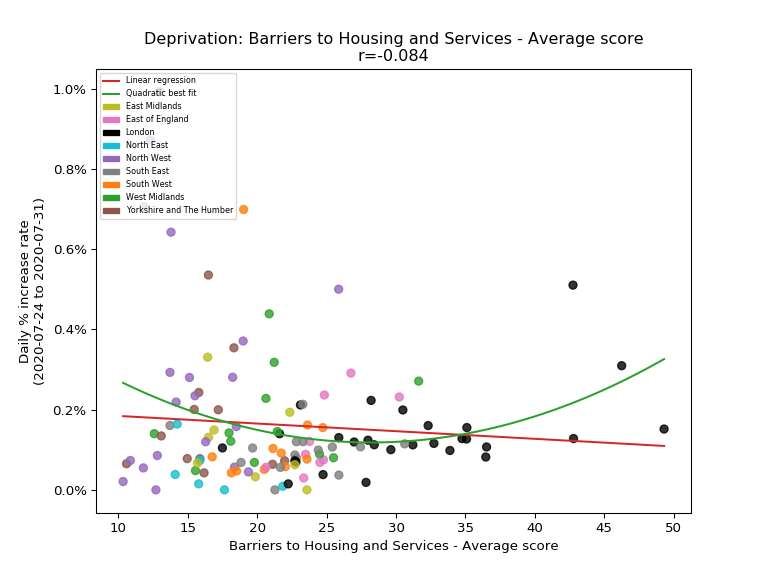 Deprivation: Barriers to Housing and Services - Average score
r=-0.084
1.0%
0.8%
0.6%
0.4%
0.2%
0.0%
Daily % increase rate
(2020-07-24 to 2020-07-31)
Linear regression
Quadratic best fit
East Midlands
East of England
London
North East
North West
South East
South West
West Midlands
Yorkshire and The Humber
10 15 20 25 30 35 40 45 50
Barriers to Housing and Services - Average score